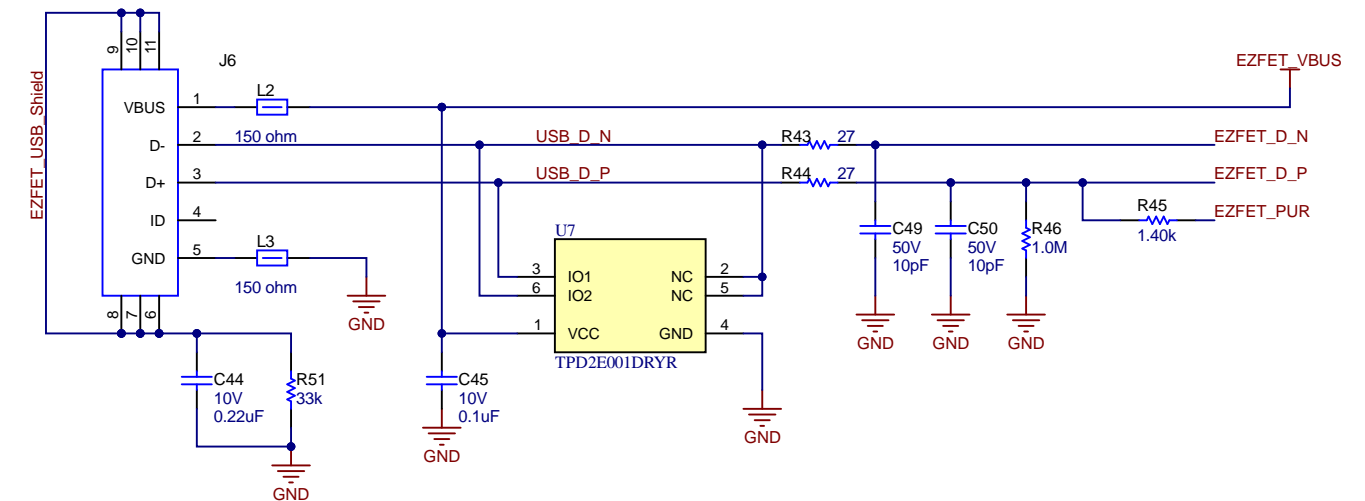 9
10
11
J6
EZFET_VBUS
EZFET_USB_Shield
VBUS
1
L2
D-
2
150 ohm
USB_D_N
R43
27
EZFET_D_N
D+
3
USB_D_P
R44
27
EZFET_D_P
ID
4
R45
EZFET_PUR
1.40k
GND
5
L3
150 ohm
GND
U7
3
IO1
NC
2
6
IO2
NC
5
1
VCC
GND
4
TPD2E001DRYR
C49
50V
10pF
GND
C50
50V
10pF
GND
R46
1.0M
GND
8
7
6
C44
10V
0.22uF
R51
33k
GND
C45
10V
0.1uF
GND
GND